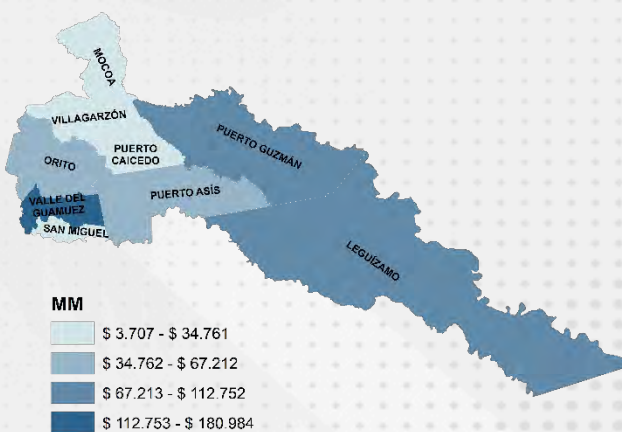 MOCOA
VILLAGARZÓN
PUERTO
CAICEDO
PUERTO GUZMÁN
ORITO
PUERTO ASÍS
VALLE DEL
GUAMUEZ
SAN MIGUEL
LEGUÍZAMO
MM
$ 3.707 - $ 34.761
$ 34.762 - $ 67.212
$ 67.213 - $ 112.752
$ 112.753 - $ 180.984